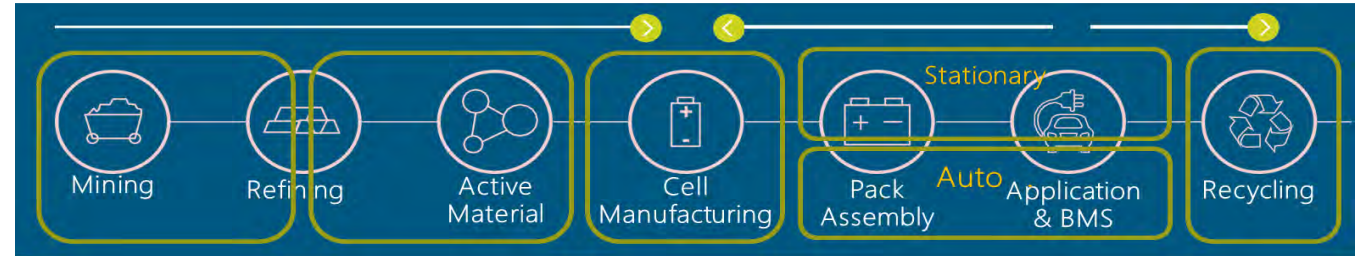 Stationary
Mining
Refining
Active
Material
Cell
Manufacturing
Auto
Pack
Assembly
Application
& BMS
Recycling